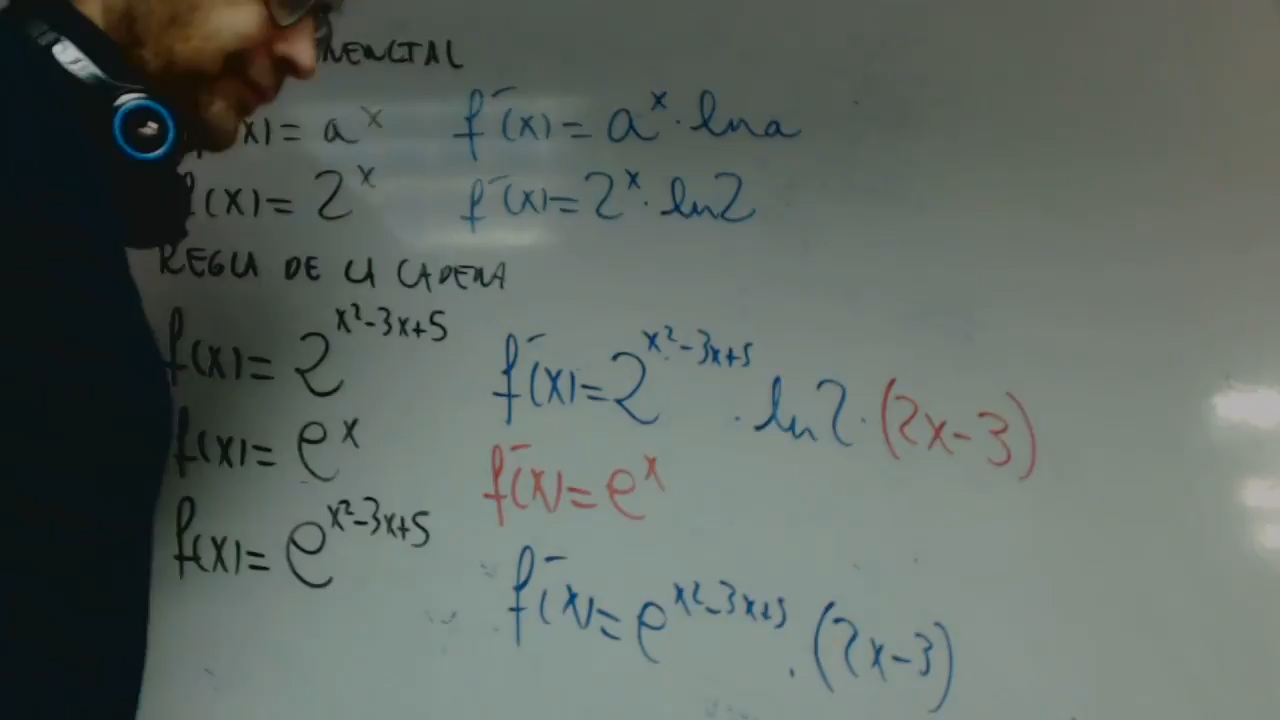 NENCIAL
(x) = a^x f'(x) = a^x · ln a
f(x) = 2^x f'(x) = 2^x · ln 2
REGLA DE LA CADENA
f(x) = 2^(x²-3x+5) f'(x) = 2^(x²-3x+5) · ln 2 · (2x-3)
f(x) = e^x f'(x) = e^x
f(x) = e^(x²-3x+5) f'(x) = e^(x²-3x+5) · (2x-3)